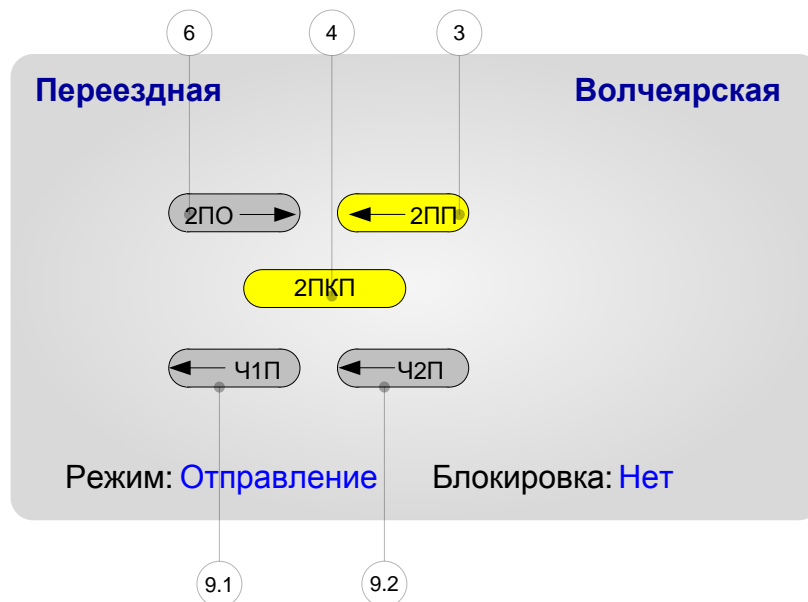 6 4 3
Переездная Волчеярская
2ПО 2ПП
2ПКП
Ч1П Ч2П
Режим: Отправление Блокировка: Нет
9.1 9.2